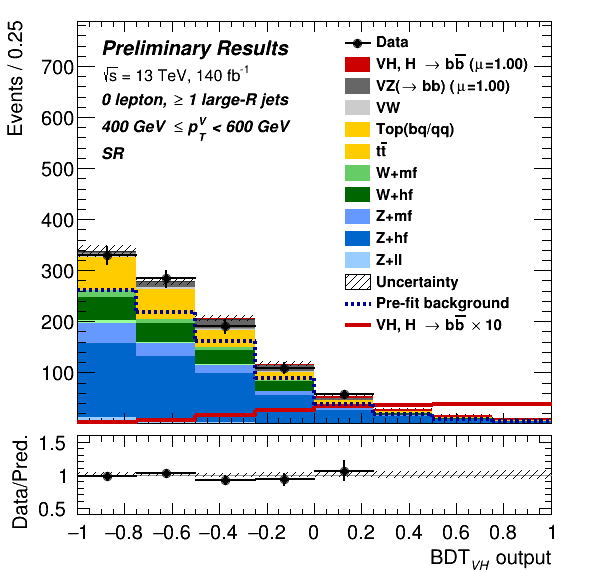 Events / 0.25
700
600
500
400
300
200
100
Preliminary Results
√s = 13 TeV, 140 fb⁻¹
0 lepton, ≥ 1 large-R jets
400 GeV ≤ p_T^V < 600 GeV
SR
Data
VH, H → bb̅ (μ=1.00)
VZ(→ bb) (μ=1.00)
VW
Top(bq/qq)
tt̅
W+mf
W+hf
Z+mf
Z+hf
Z+ll
Uncertainty
Pre-fit background
VH, H → bb̅ × 10
Data/Pred.
1.5
1
0.5
−1 −0.8 −0.6 −0.4 −0.2 0 0.2 0.4 0.6 0.8 1
BDT_VH output